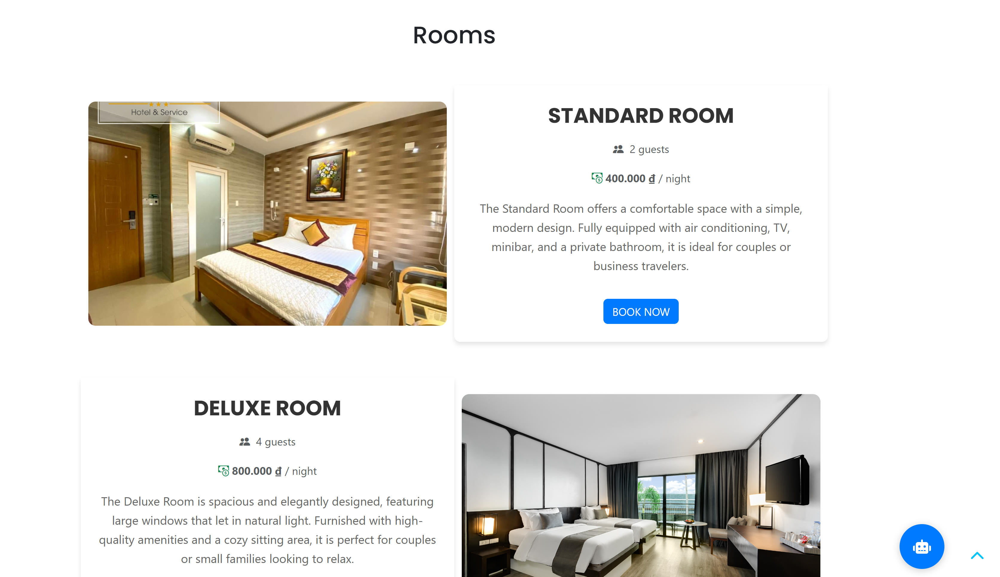 Rooms
Hotel & Service
STANDARD ROOM
2 guests
400.000 ₫ / night
The Standard Room offers a comfortable space with a simple,
modern design. Fully equipped with air conditioning, TV,
minibar, and a private bathroom, it is ideal for couples or
business travelers.
BOOK NOW
DELUXE ROOM
4 guests
800.000 ₫ / night
The Deluxe Room is spacious and elegantly designed, featuring
large windows that let in natural light. Furnished with high-
quality amenities and a cozy sitting area, it is perfect for couples
or small families looking to relax.